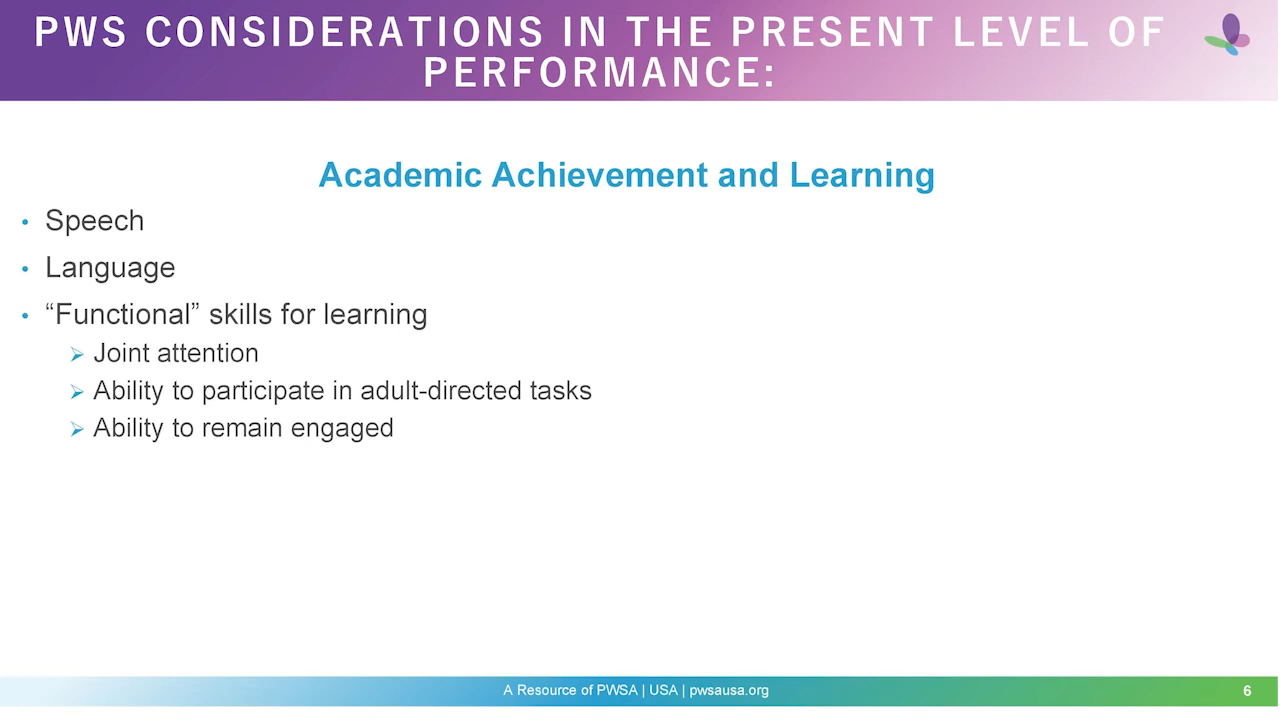 PWS CONSIDERATIONS IN THE PRESENT LEVEL OF
PERFORMANCE:
Academic Achievement and Learning
• Speech
• Language
• “Functional” skills for learning
➢ Joint attention
➢ Ability to participate in adult-directed tasks
➢ Ability to remain engaged
A Resource of PWSA | USA | pwsausa.org
6